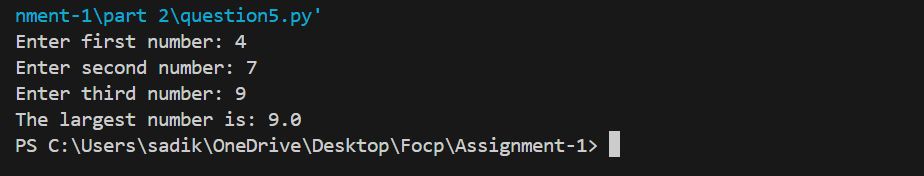 nment-1\part 2\question5.py'
Enter first number: 4
Enter second number: 7
Enter third number: 9
The largest number is: 9.0
PS C:\Users\sadik\OneDrive\Desktop\Focp\Assignment-1>